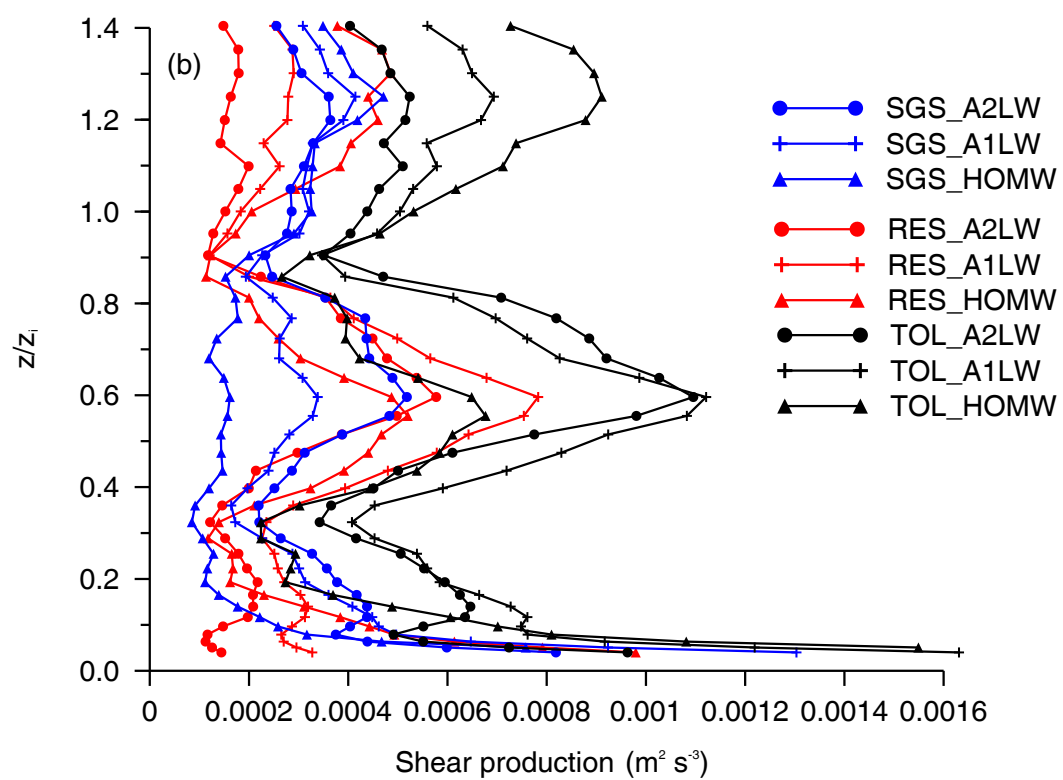 (b)
1.4
1.2
1.0
0.8
0.6
0.4
0.2
0.0
z/zᵢ
0 0.0002 0.0004 0.0006 0.0008 0.001 0.0012 0.0014 0.0016
Shear production (m² s⁻³)
SGS_A2LW
SGS_A1LW
SGS_HOMW
RES_A2LW
RES_A1LW
RES_HOMW
TOL_A2LW
TOL_A1LW
TOL_HOMW